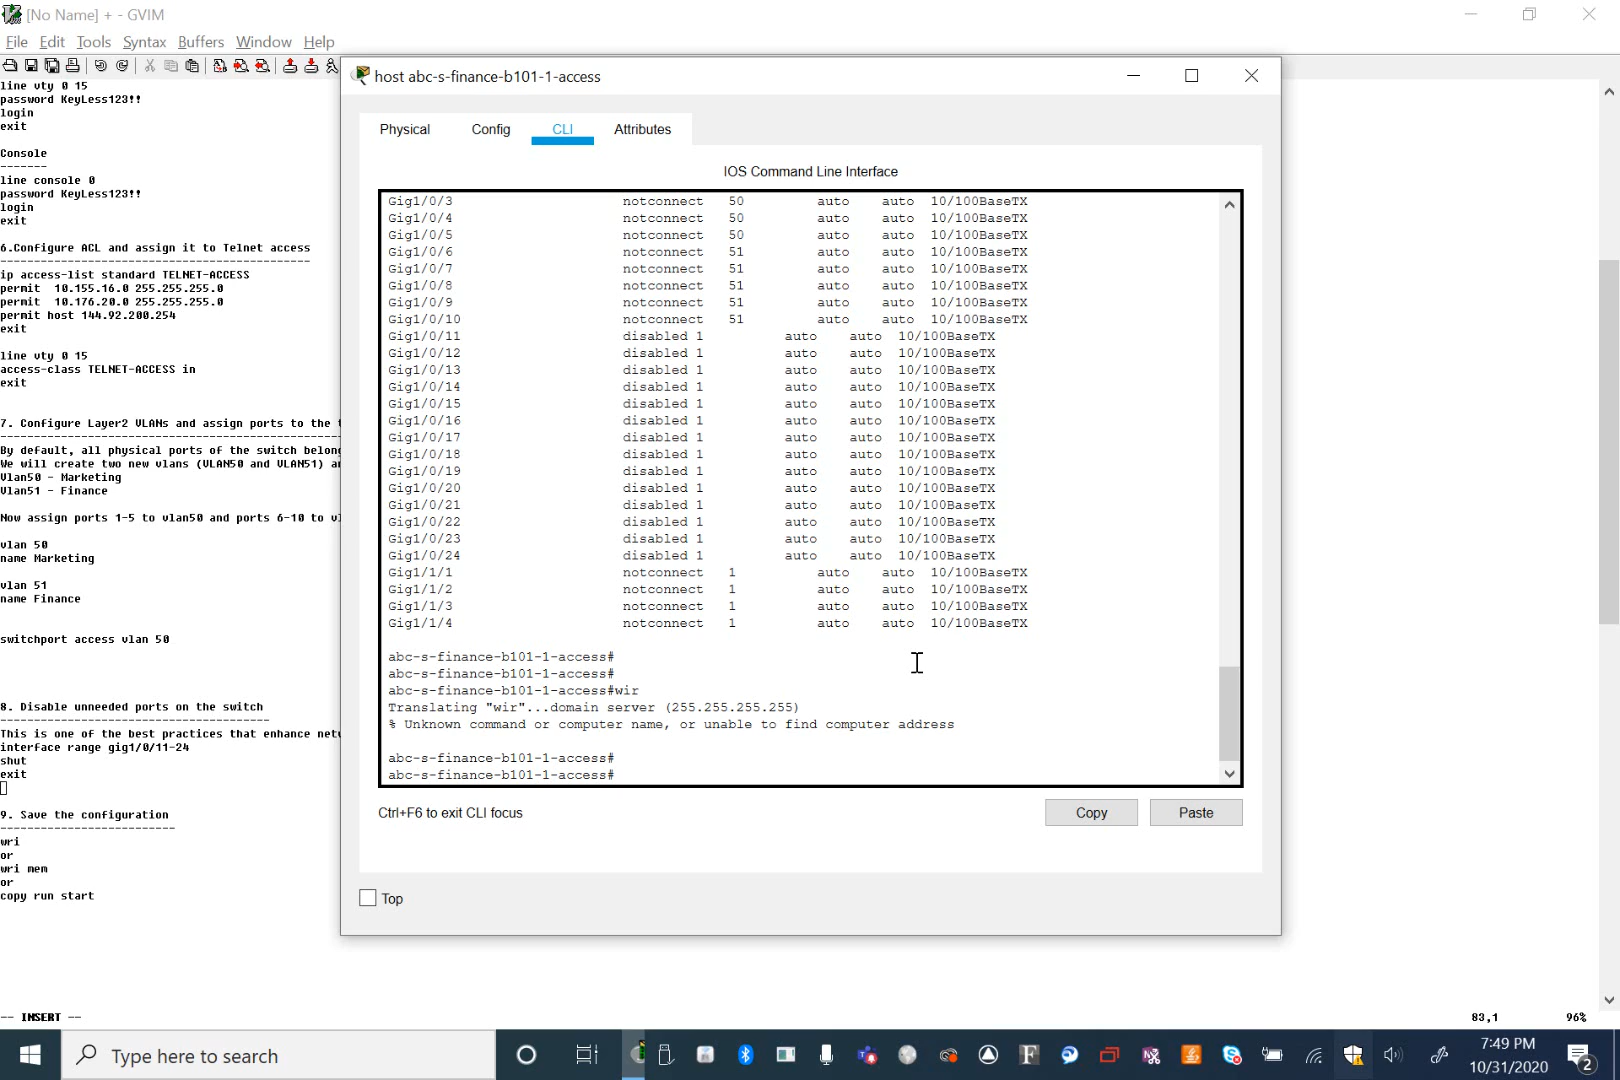 [No Name] + - GVIM
File Edit Tools Syntax Buffers Window Help
line vty 0 15
password KeyLess123!!
login
exit
Console
-------
line console 0
password KeyLess123!!
login
exit
6.Configure ACL and assign it to Telnet access
----------------------------------------------
ip access-list standard TELNET-ACCESS
permit  10.155.16.0 255.255.255.0
permit  10.176.20.0 255.255.255.0
permit host 144.92.200.254
exit
line vty 0 15
access-class TELNET-ACCESS in
exit
7. Configure Layer2 VLANs and assign ports to the
--------------------------------------------------
By default, all physical ports of the switch belong
We will create two new vlans (VLAN50 and VLAN51)
Vlan50 - Marketing
Vlan51 - Finance
Now assign ports 1-5 to vlan50 and ports 6-10 to
vlan 50
name Marketing
vlan 51
name Finance
switchport access vlan 50
8. Disable unneeded ports on the switch
----------------------------------------
This is one of the best practices that enhance
interface range gig1/0/11-24
shut
exit
9. Save the configuration
--------------------------
wri
or
wri mem
or
copy run start
-- INSERT --
83,1 96%
host abc-s-finance-b101-1-access
Physical Config CLI Attributes
IOS Command Line Interface
Gig1/0/3 notconnect 50 auto auto 10/100BaseTX
Gig1/0/4 notconnect 50 auto auto 10/100BaseTX
Gig1/0/5 notconnect 50 auto auto 10/100BaseTX
Gig1/0/6 notconnect 51 auto auto 10/100BaseTX
Gig1/0/7 notconnect 51 auto auto 10/100BaseTX
Gig1/0/8 notconnect 51 auto auto 10/100BaseTX
Gig1/0/9 notconnect 51 auto auto 10/100BaseTX
Gig1/0/10 notconnect 51 auto auto 10/100BaseTX
Gig1/0/11 disabled 1 auto auto 10/100BaseTX
Gig1/0/12 disabled 1 auto auto 10/100BaseTX
Gig1/0/13 disabled 1 auto auto 10/100BaseTX
Gig1/0/14 disabled 1 auto auto 10/100BaseTX
Gig1/0/15 disabled 1 auto auto 10/100BaseTX
Gig1/0/16 disabled 1 auto auto 10/100BaseTX
Gig1/0/17 disabled 1 auto auto 10/100BaseTX
Gig1/0/18 disabled 1 auto auto 10/100BaseTX
Gig1/0/19 disabled 1 auto auto 10/100BaseTX
Gig1/0/20 disabled 1 auto auto 10/100BaseTX
Gig1/0/21 disabled 1 auto auto 10/100BaseTX
Gig1/0/22 disabled 1 auto auto 10/100BaseTX
Gig1/0/23 disabled 1 auto auto 10/100BaseTX
Gig1/0/24 disabled 1 auto auto 10/100BaseTX
Gig1/1/1 notconnect 1 auto auto 10/100BaseTX
Gig1/1/2 notconnect 1 auto auto 10/100BaseTX
Gig1/1/3 notconnect 1 auto auto 10/100BaseTX
Gig1/1/4 notconnect 1 auto auto 10/100BaseTX
abc-s-finance-b101-1-access#
abc-s-finance-b101-1-access#
abc-s-finance-b101-1-access#wir
Translating "wir"...domain server (255.255.255.255)
% Unknown command or computer name, or unable to find computer address
abc-s-finance-b101-1-access#
abc-s-finance-b101-1-access#
Ctrl+F6 to exit CLI focus
Copy
Paste
Top
Type here to search
7:49 PM
10/31/2020
2